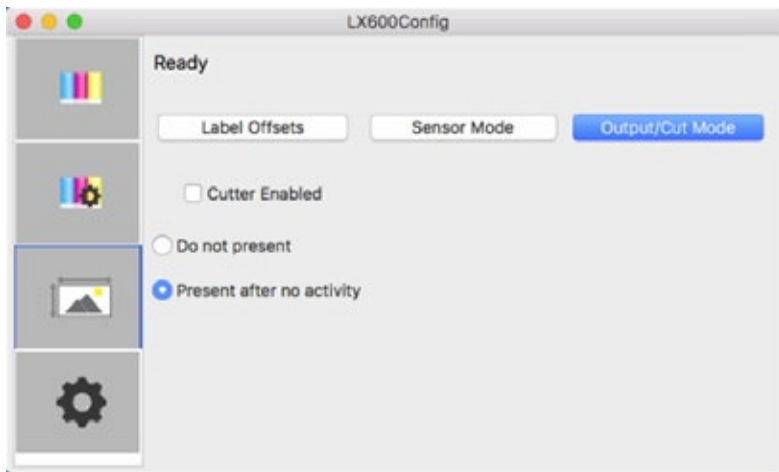 LX600Config
Ready
Label Offsets Sensor Mode Output/Cut Mode
Cutter Enabled
Do not present
Present after no activity